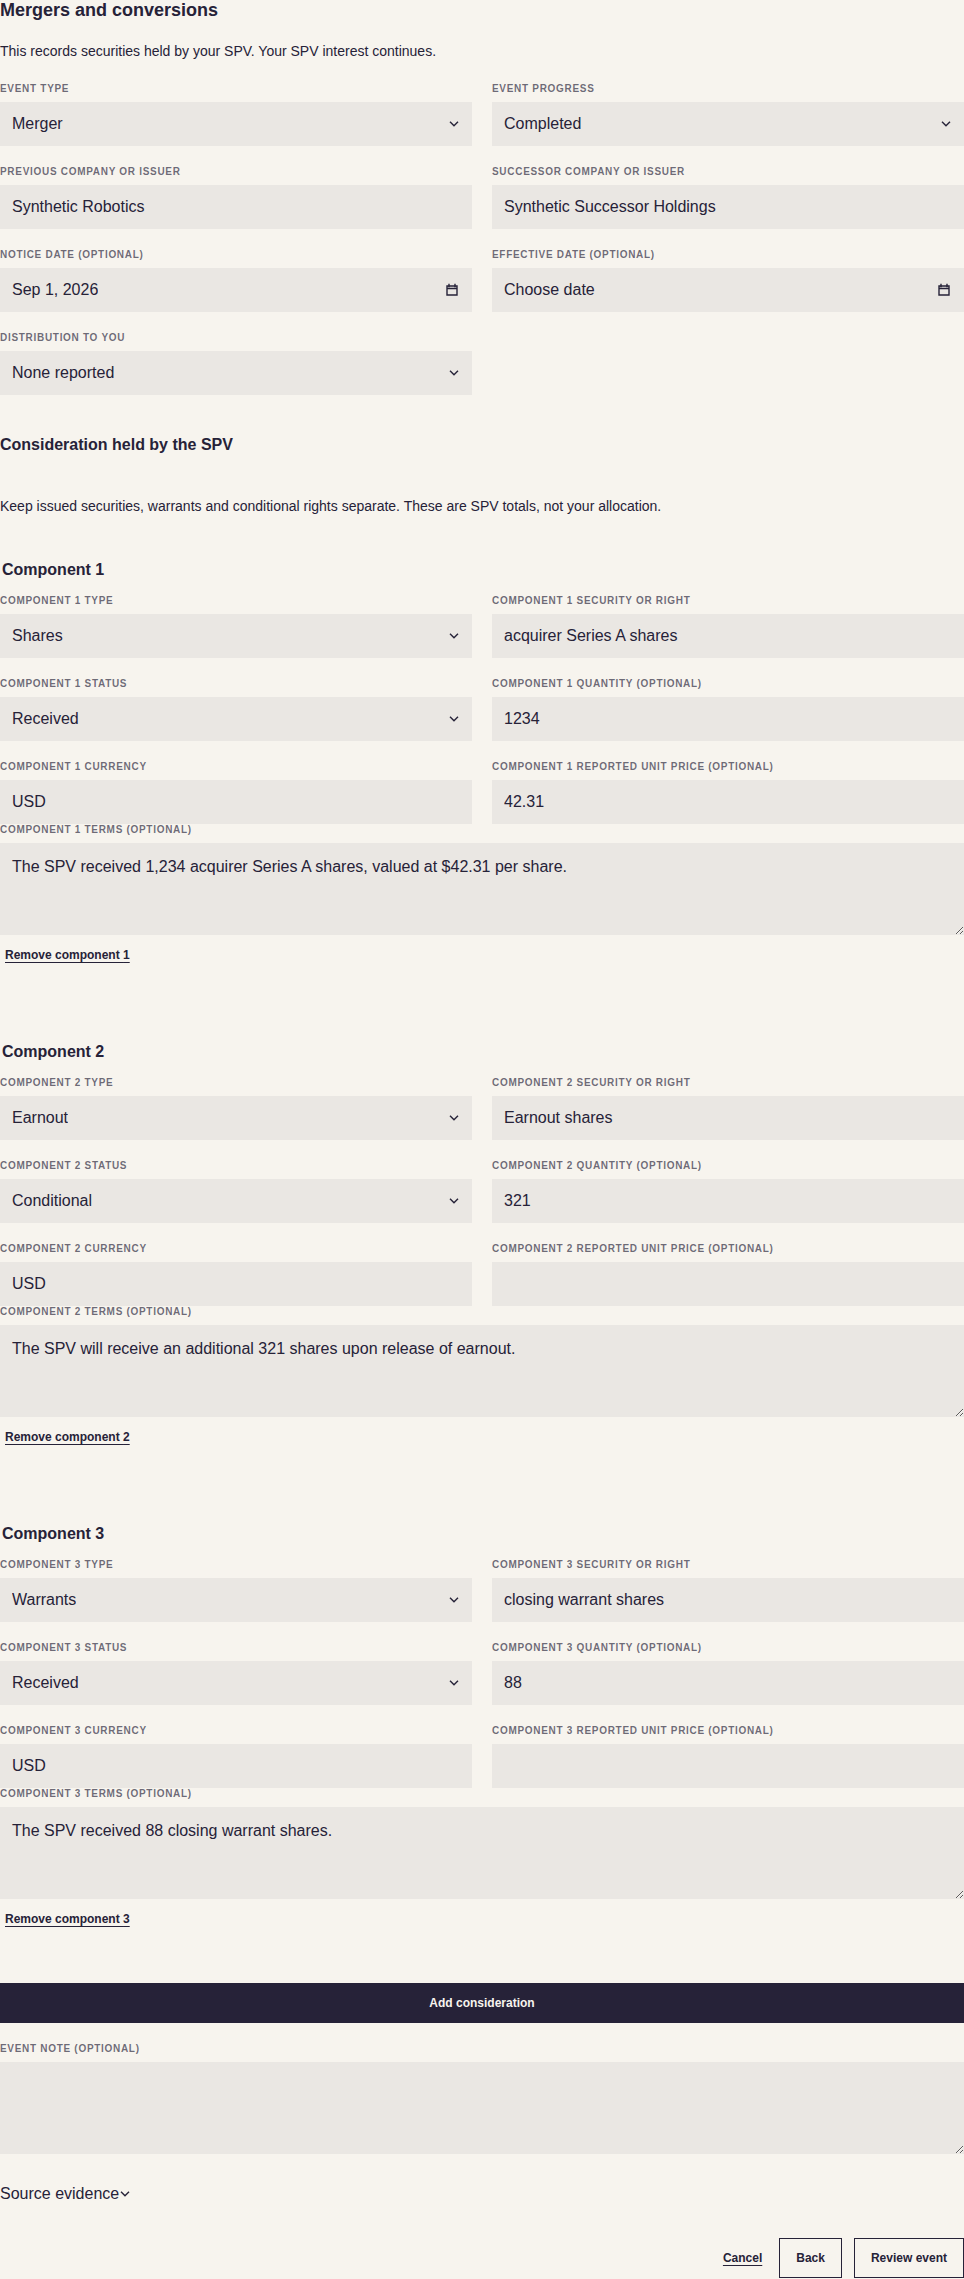 Mergers and conversions
This records securities held by your SPV. Your SPV interest continues.
EVENT TYPE
EVENT PROGRESS
Merger
Completed
PREVIOUS COMPANY OR ISSUER
SUCCESSOR COMPANY OR ISSUER
Synthetic Robotics
Synthetic Successor Holdings
NOTICE DATE (OPTIONAL)
EFFECTIVE DATE (OPTIONAL)
Sep 1, 2026
Choose date
DISTRIBUTION TO YOU
None reported
Consideration held by the SPV
Keep issued securities, warrants and conditional rights separate. These are SPV totals, not your allocation.
Component 1
COMPONENT 1 TYPE
COMPONENT 1 SECURITY OR RIGHT
Shares
acquirer Series A shares
COMPONENT 1 STATUS
COMPONENT 1 QUANTITY (OPTIONAL)
Received
1234
COMPONENT 1 CURRENCY
COMPONENT 1 REPORTED UNIT PRICE (OPTIONAL)
USD
42.31
COMPONENT 1 TERMS (OPTIONAL)
The SPV received 1,234 acquirer Series A shares, valued at $42.31 per share.
Remove component 1
Component 2
COMPONENT 2 TYPE
COMPONENT 2 SECURITY OR RIGHT
Earnout
Earnout shares
COMPONENT 2 STATUS
COMPONENT 2 QUANTITY (OPTIONAL)
Conditional
321
COMPONENT 2 CURRENCY
COMPONENT 2 REPORTED UNIT PRICE (OPTIONAL)
USD
COMPONENT 2 TERMS (OPTIONAL)
The SPV will receive an additional 321 shares upon release of earnout.
Remove component 2
Component 3
COMPONENT 3 TYPE
COMPONENT 3 SECURITY OR RIGHT
Warrants
closing warrant shares
COMPONENT 3 STATUS
COMPONENT 3 QUANTITY (OPTIONAL)
Received
88
COMPONENT 3 CURRENCY
COMPONENT 3 REPORTED UNIT PRICE (OPTIONAL)
USD
COMPONENT 3 TERMS (OPTIONAL)
The SPV received 88 closing warrant shares.
Remove component 3
Add consideration
EVENT NOTE (OPTIONAL)
Source evidence
Cancel
Back
Review event